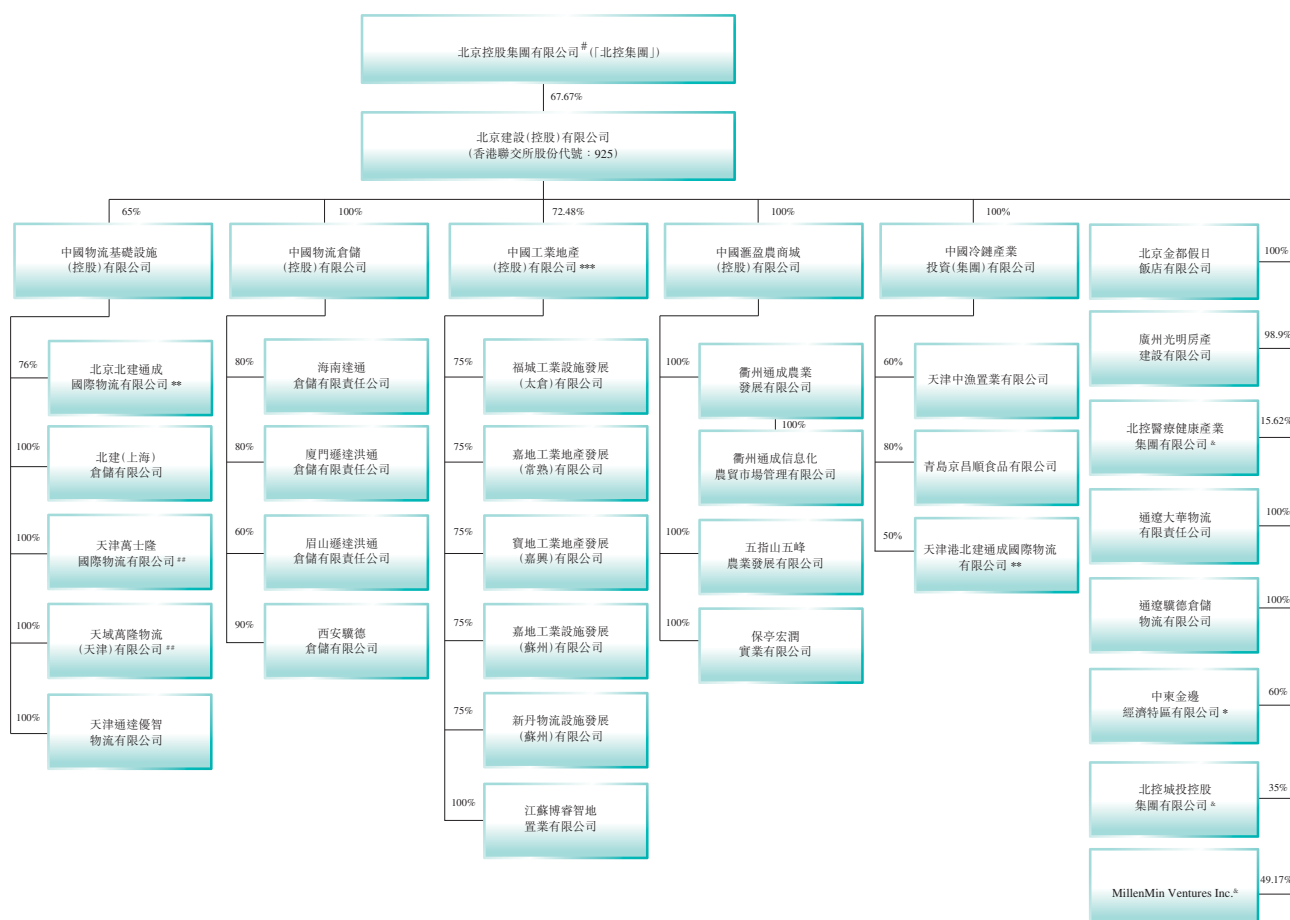 北京控股集團有限公司#(「北控集團」)
67.67%
北京建設(控股)有限公司
(香港聯交所股份代號：925)
65%
100%
72.48%
100%
100%
中國物流基礎設施
(控股)有限公司
中國物流倉儲
(控股)有限公司
中國工業地產
(控股)有限公司***
中國滙盈農商城
(控股)有限公司
中國冷鏈產業
投資(集團)有限公司
北京金都假日
飯店有限公司
100%
76%
北京北建通成
國際物流有限公司**
100%
北建(上海)
倉儲有限公司
100%
天津萬士隆
國際物流有限公司##
100%
天域萬隆物流
(天津)有限公司##
100%
天津通達優智
物流有限公司
80%
海南達通
倉儲有限責任公司
80%
廈門遜達洪通
倉儲有限責任公司
60%
眉山遜達洪通
倉儲有限責任公司
90%
西安驥德
倉儲有限公司
75%
福城工業設施發展
(太倉)有限公司
75%
嘉地工業地產發展
(常熟)有限公司
75%
寶地工業地產發展
(嘉興)有限公司
75%
嘉地工業設施發展
(蘇州)有限公司
75%
新丹物流設施發展
(蘇州)有限公司
100%
江蘇博睿智地
置業有限公司
100%
衢州通成農業
發展有限公司
100%
衢州通成信息化
農貿市場管理有限公司
100%
五指山五峰
農業發展有限公司
100%
保亭宏潤
實業有限公司
60%
天津中漁置業有限公司
80%
青島京昌順食品有限公司
50%
天津港北建通成國際物流
有限公司**
廣州光明房產
建設有限公司
98.9%
北控醫療健康產業
集團有限公司&
15.62%
通遼大華物流
有限責任公司
100%
通遼驥德倉儲
物流有限公司
100%
中東金邊
經濟特區有限公司*
60%
北控城投控股
集團有限公司&
35%
MillenMin Ventures Inc.&
49.17%